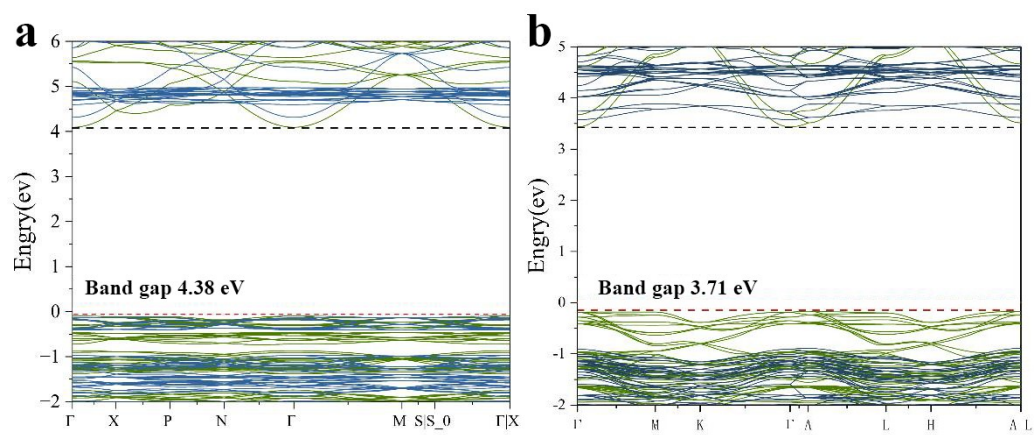 a
Engry(ev)
6
5
4
3
2
1
0
−1
−2
Band gap 4.38 eV
Γ X P N Γ M S|S_0 Γ|X
b
Engry(ev)
5
4
3
2
1
0
-1
-2
Band gap 3.71 eV
Γ M K Γ A L H A L